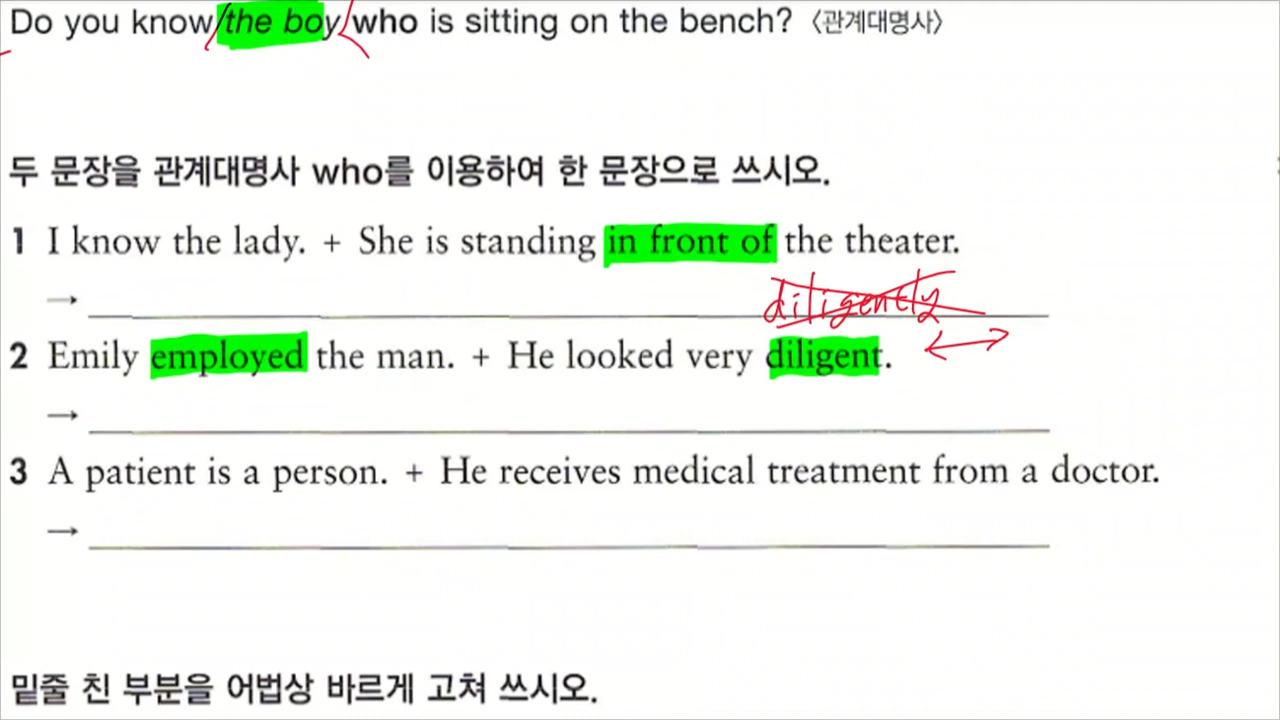 Do you know the boy who is sitting on the bench? 〈관계대명사〉
두 문장을 관계대명사 who를 이용하여 한 문장으로 쓰시오.
1 I know the lady. + She is standing in front of the theater.
→
diligently
2 Emily employed the man. + He looked very diligent.
→
3 A patient is a person. + He receives medical treatment from a doctor.
→
밑줄 친 부분을 어법상 바르게 고쳐 쓰시오.